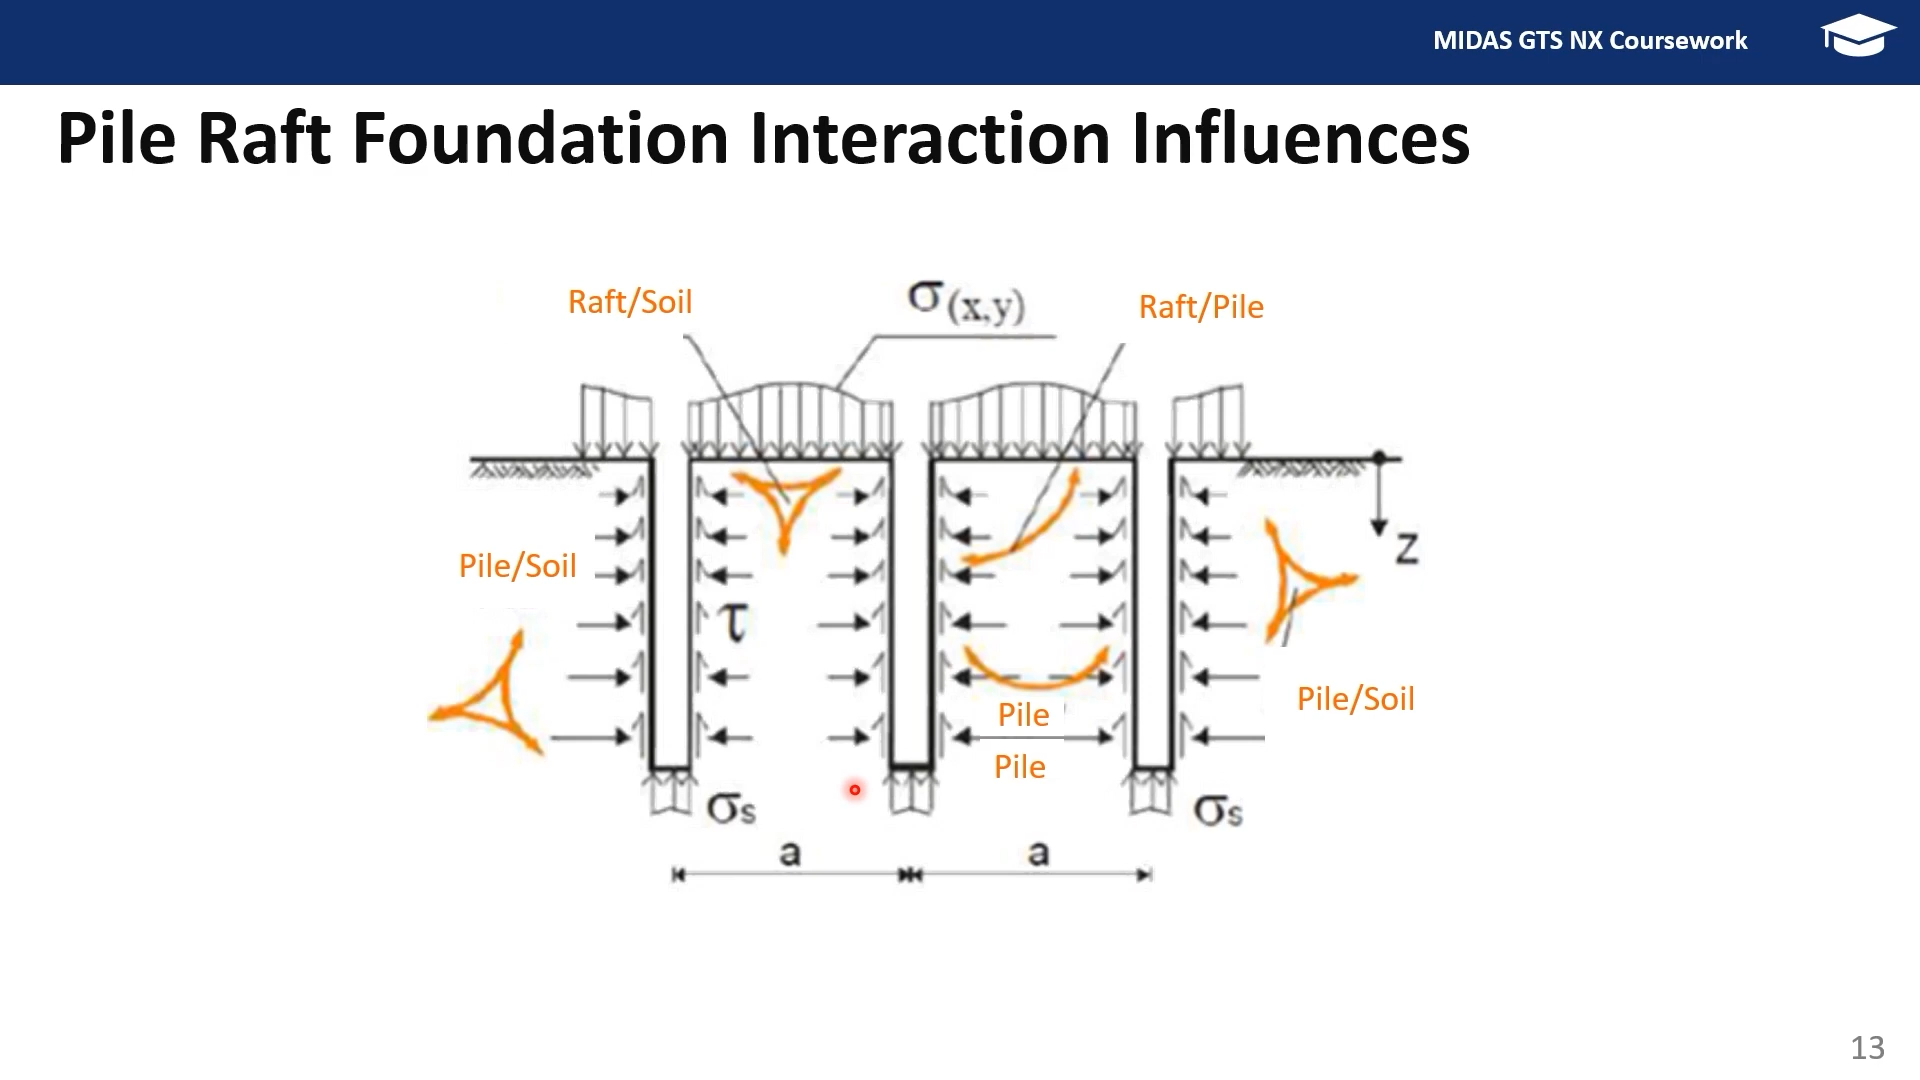 MIDAS GTS NX Coursework
Pile Raft Foundation Interaction Influences
Raft/Soil
σ(x,y)
Raft/Pile
z
Pile/Soil
τ
Pile/Soil
Pile
Pile
σs
σs
a
a
13